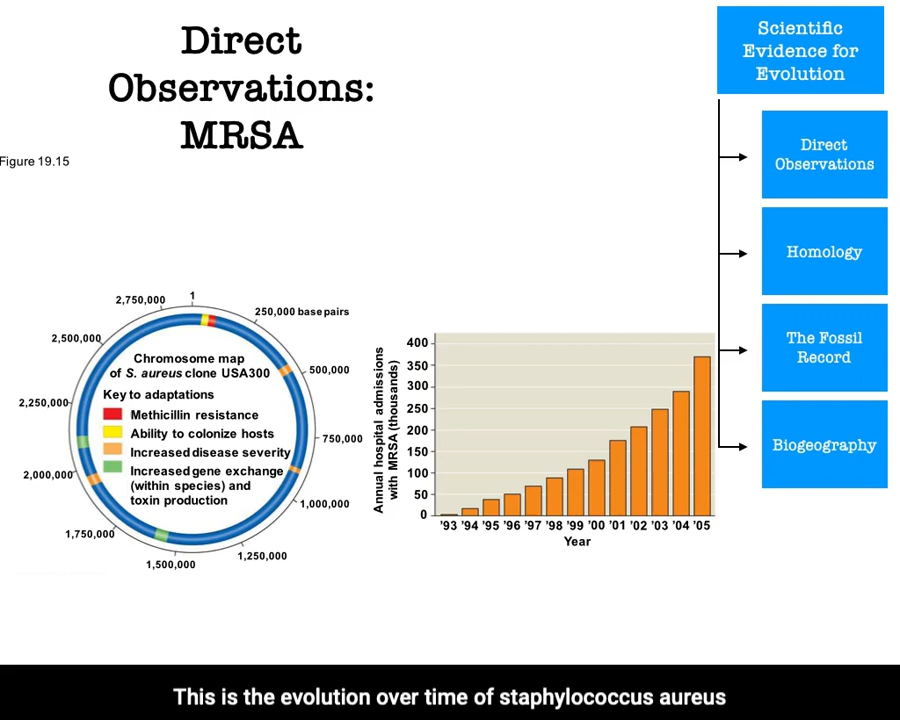 Direct
Observations:
MRSA
Figure 19.15
Scientific
Evidence for
Evolution
Direct
Observations
Homology
The Fossil
Record
Biogeography
1
250,000 base pairs
500,000
750,000
1,000,000
1,250,000
1,500,000
1,750,000
2,000,000
2,250,000
2,500,000
2,750,000
Chromosome map
of S. aureus clone USA300
Key to adaptations
Methicillin resistance
Ability to colonize hosts
Increased disease severity
Increased gene exchange
(within species) and
toxin production
Annual hospital admissions
with MRSA (thousands)
400
350
300
250
200
150
100
50
0
’93 ’94 ’95 ’96 ’97 ’98 ’99 ’00 ’01 ’02 ’03 ’04 ’05
Year
This is the evolution over time of staphylococcus aureus